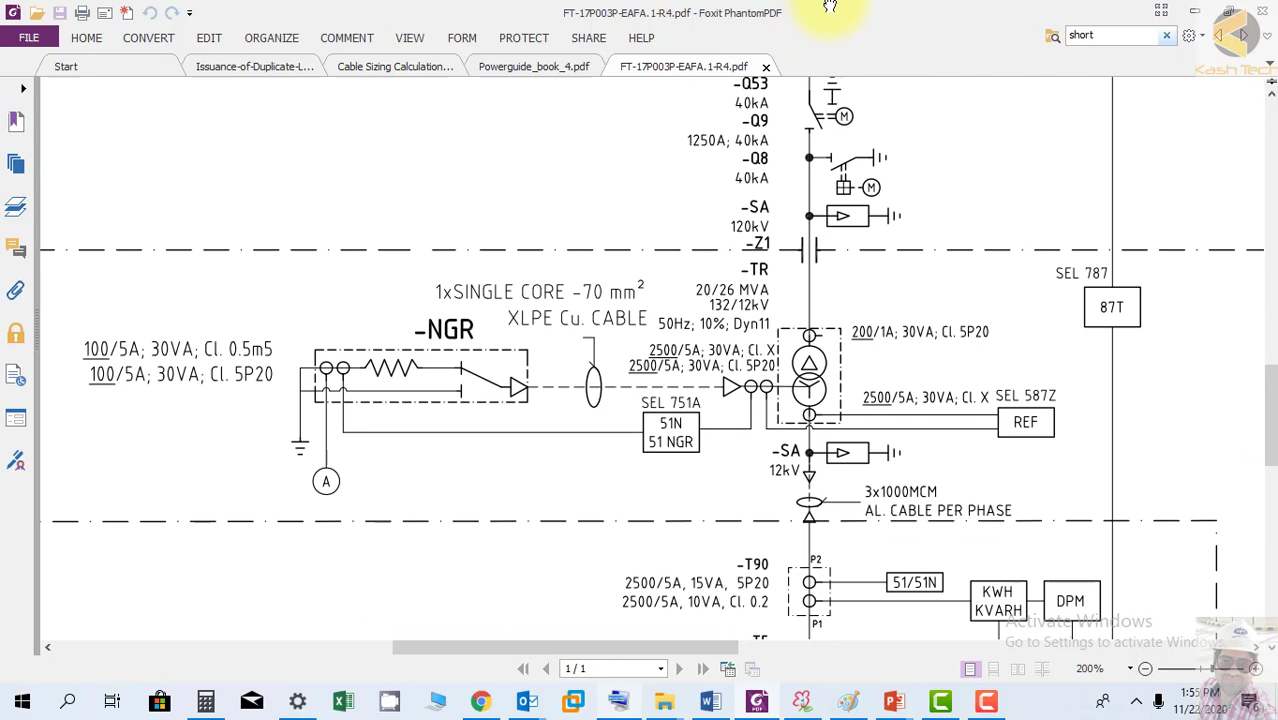 FT-17P003P-EAFA.1-R4.pdf - Foxit PhantomPDF
FILE HOME CONVERT EDIT ORGANIZE COMMENT VIEW FORM PROTECT SHARE HELP
short
Kash Tech
Start
Issuance-of-Duplicate-L...
Cable Sizing Calculation...
Powerguide_nook_4.pdf
FT-17P003P-EAFA.1-R4.pdf
-Q53
40kA
M
-Q9
1250A; 40kA
-Q8
40kA
M
-SA
120kV
-Z1
-TR
SEL 787
20/26 MVA
132/12kV
50Hz; 10%, Dyn11
87T
1xSINGLE CORE -70 mm²
XLPE Cu. CABLE
-NGR
200/1A; 30VA; Cl. 5P20
100/5A; 30VA; Cl. 0.5m5
100/5A; 30VA; Cl. 5P20
2500/5A; 30VA; Cl. X
2500/5A; 30VA; Cl. 5P20
SEL 751A
51N
51 NGR
2500/5A; 30VA; Cl. X
SEL 587Z
REF
-SA
12kV
A
3x1000MCM
AL. CABLE PER PHASE
-T90
P2
2500/5A, 15VA, 5P20
51/51N
2500/5A, 10VA, Cl. 0.2
KWH
KVARH
DPM
P1
Activate Windows
Go to Settings to activate Windows.
1 / 1
200%
1:55 PM
11/22/2020
6